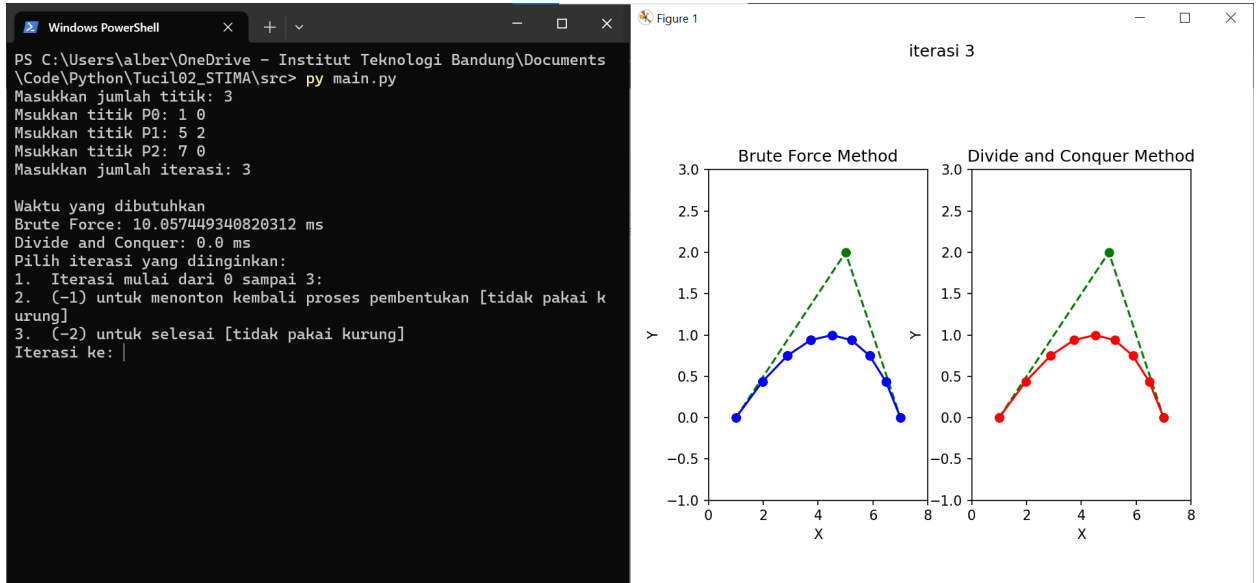 Windows PowerShell
PS C:\Users\alber\OneDrive - Institut Teknologi Bandung\Documents
\Code\Python\Tucil02_STIMA\src> py main.py
Masukkan jumlah titik: 3
Msukkan titik P0: 1 0
Msukkan titik P1: 5 2
Msukkan titik P2: 7 0
Masukkan jumlah iterasi: 3
Waktu yang dibutuhkan
Brute Force: 10.057449340820312 ms
Divide and Conquer: 0.0 ms
Pilih iterasi yang diinginkan:
1.  Iterasi mulai dari 0 sampai 3:
2.  (-1) untuk menonton kembali proses pembentukan [tidak pakai k
urung]
3.  (-2) untuk selesai [tidak pakai kurung]
Iterasi ke:
Figure 1
iterasi 3
Brute Force Method
3.0
2.5
2.0
1.5
1.0
0.5
0.0
−0.5
−1.0
Y
0 2 4 6 8
X
Divide and Conquer Method
3.0
2.5
2.0
1.5
1.0
0.5
0.0
−0.5
−1.0
Y
0 2 4 6 8
X